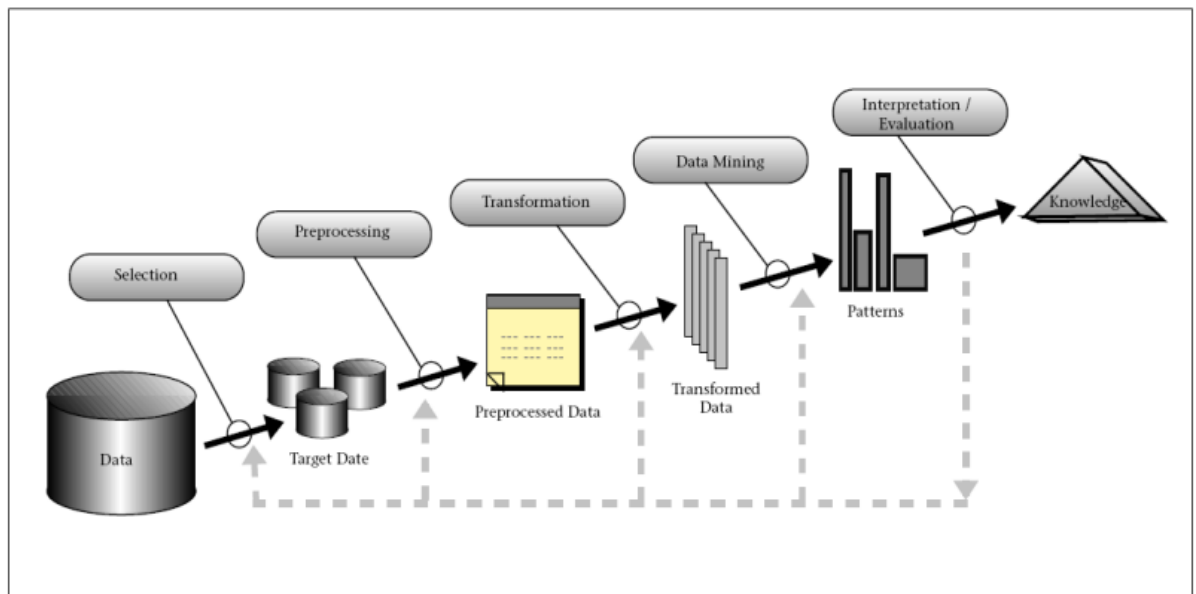 Interpretation /
Evaluation
Data Mining
Transformation
Knowledge
Preprocessing
Selection
Patterns
Transformed
Data
Preprocessed Data
Target Date
Data